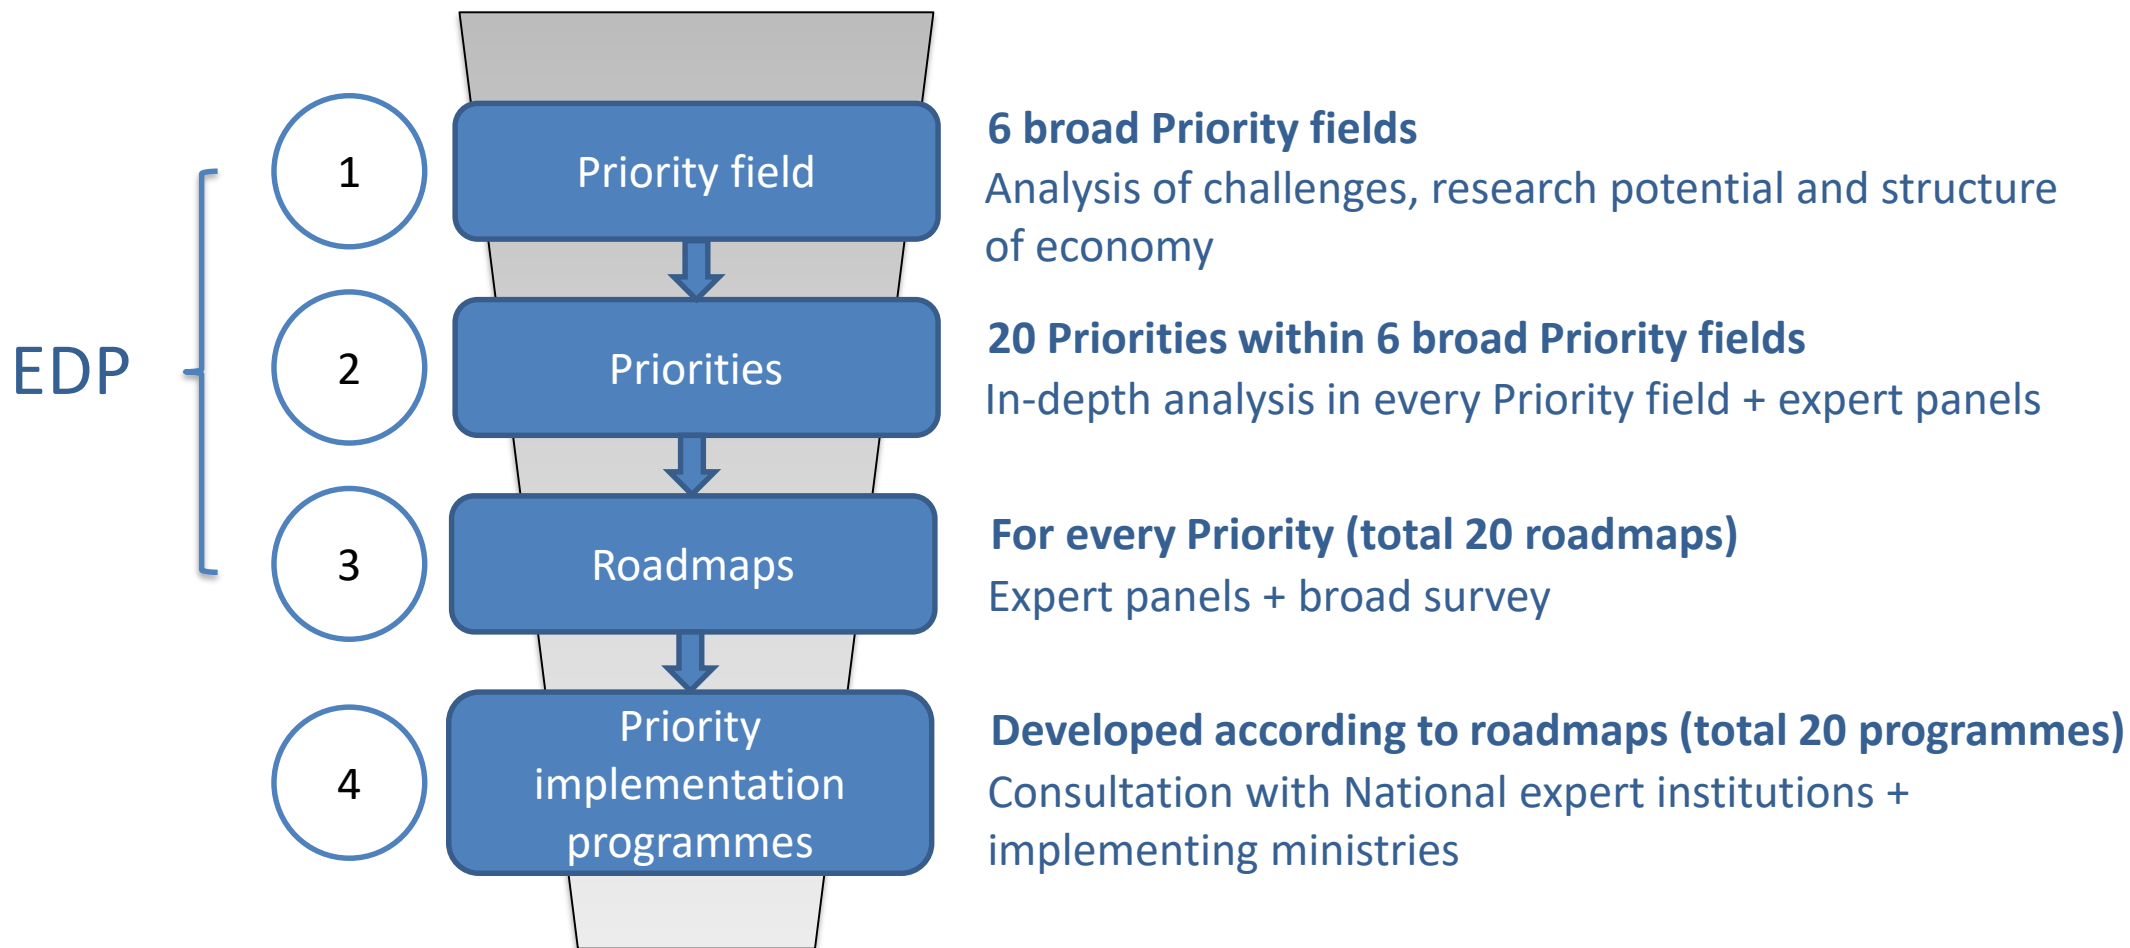 EDP
1
Priority field
6 broad Priority fields
Analysis of challenges, research potential and structure
of economy
2
Priorities
20 Priorities within 6 broad Priority fields
In-depth analysis in every Priority field + expert panels
3
Roadmaps
For every Priority (total 20 roadmaps)
Expert panels + broad survey
4
Priority
implementation
programmes
Developed according to roadmaps (total 20 programmes)
Consultation with National expert institutions +
implementing ministries